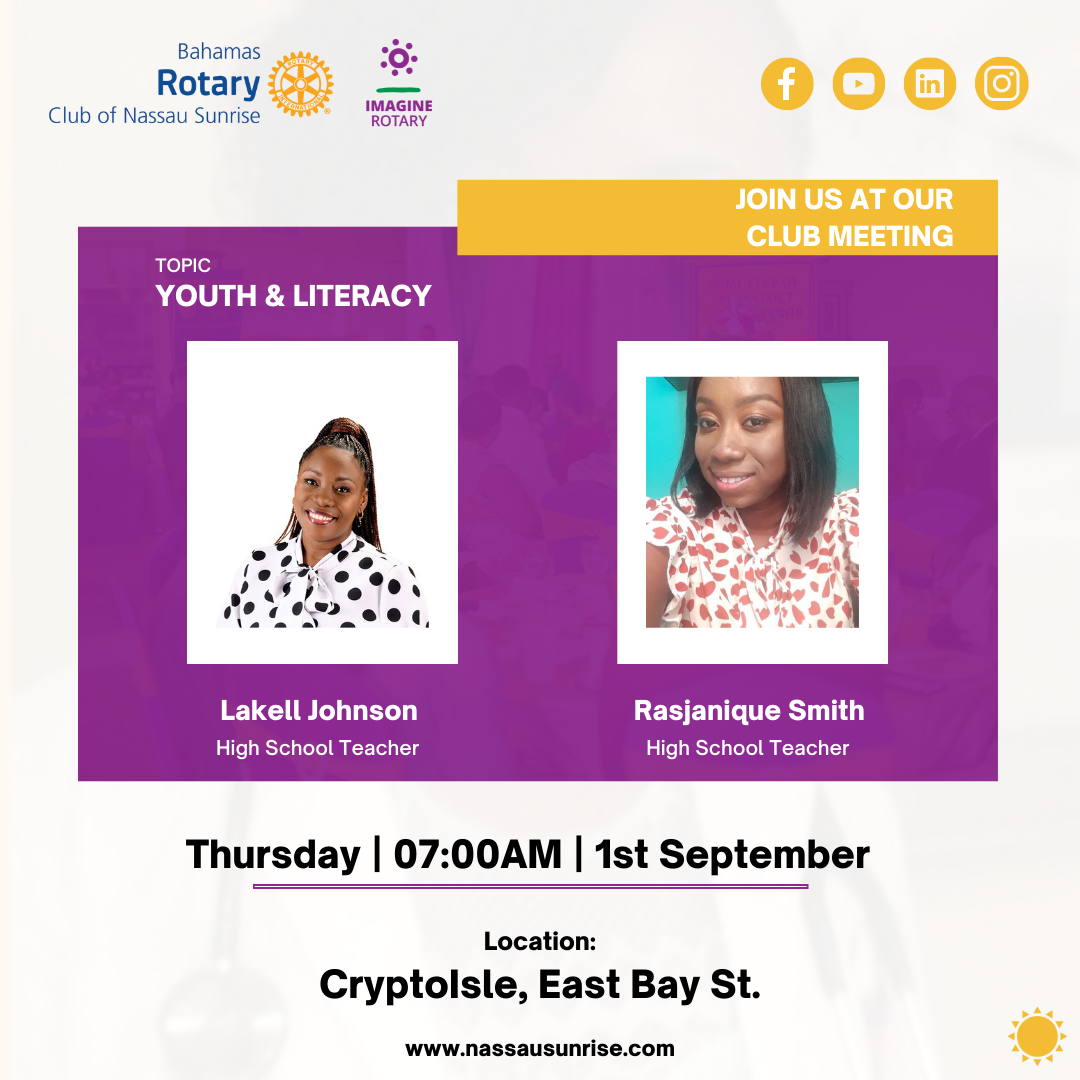 Bahamas
Rotary
Club of Nassau Sunrise
ROTARY
INTERNATIONAL
IMAGINE
ROTARY
JOIN US AT OUR
CLUB MEETING
TOPIC
YOUTH & LITERACY
Lakell Johnson
High School Teacher
Rasjanique Smith
High School Teacher
Thursday | 07:00AM | 1st September
Location:
CryptoIsle, East Bay St.
www.nassausunrise.com